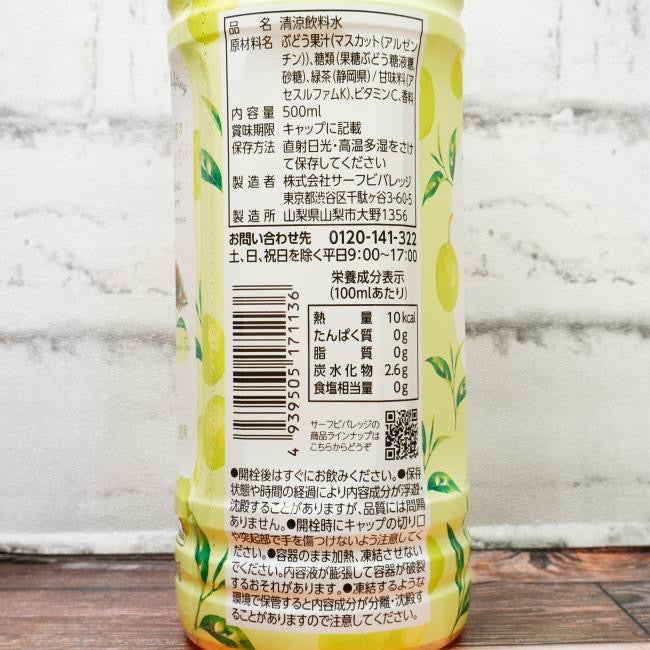 品名 清涼飲料水
原材料名 ぶどう果汁(マスカット(アルゼン
チン))、糖類(果糖ぶどう糖液糖、
砂糖)、緑茶(静岡県)/甘味料(ア
セスルファムK)、ビタミンC、香料
内容量 500ml
賞味期限 キャップに記載
保存方法 直射日光・高温多湿をさけ
て保存してください
製造者 株式会社サーフビバレッジ
東京都渋谷区千駄ヶ谷3-60-5
製造所 山梨県山梨市大野1356
お問い合わせ先 0120-141-322
土、日、祝日を除く平日9:00〜17:00
栄養成分表示
(100mlあたり)
熱量 10kcal
たんぱく質 0g
脂質 0g
炭水化物 2.6g
食塩相当量 0g
4 939505 171136
サーフビバレッジの
商品ラインナップは
こちらからどうぞ
●開栓後はすぐにお飲みください。●保存
状態や時間の経過により内容成分が浮遊・
沈殿することがありますが、品質には問題
ありません。●開栓時にキャップの切り口
や突起部で手を傷つけないよう注意してく
ださい。●容器のまま加熱、凍結させない
でください。内容液が膨張して容器が破裂
するおそれがあります。●凍結するような
環境で保管すると内容成分が分離・沈殿す
ることがありますので注意してください。